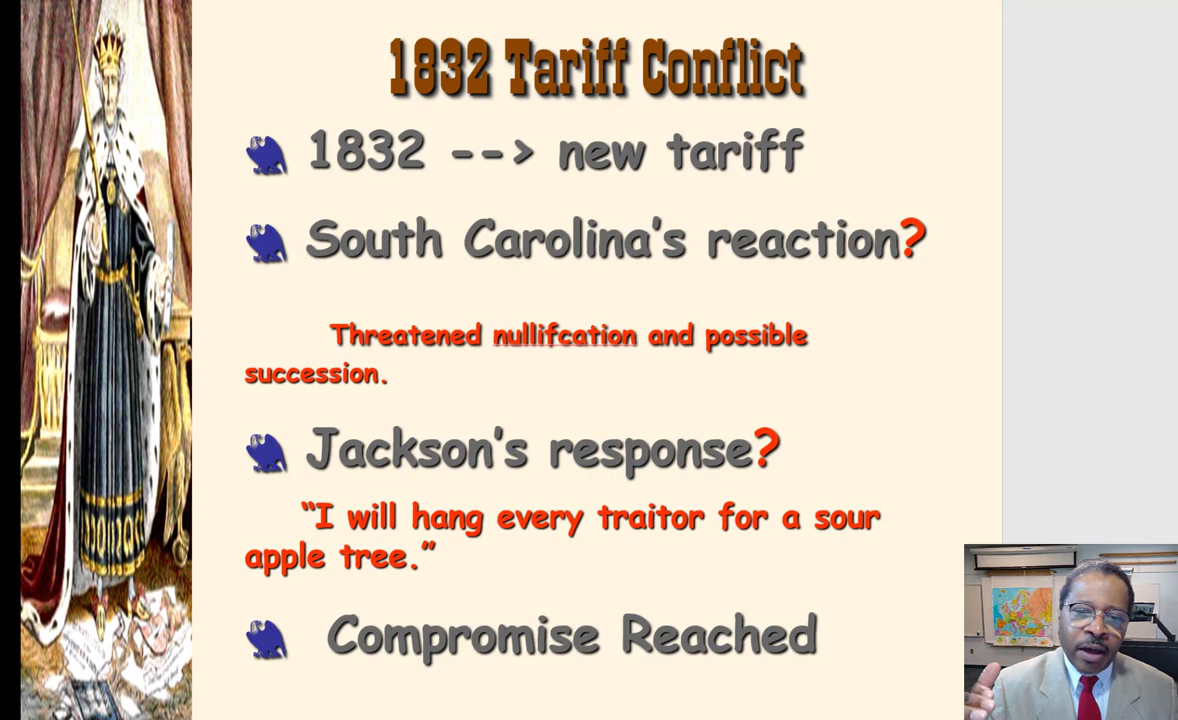 1832 Tariff Conflict
1832 --> new tariff
South Carolina’s reaction?
Threatened nullifcation and possible
succession.
Jackson’s response?
“I will hang every traitor for a sour
apple tree.”
Compromise Reached